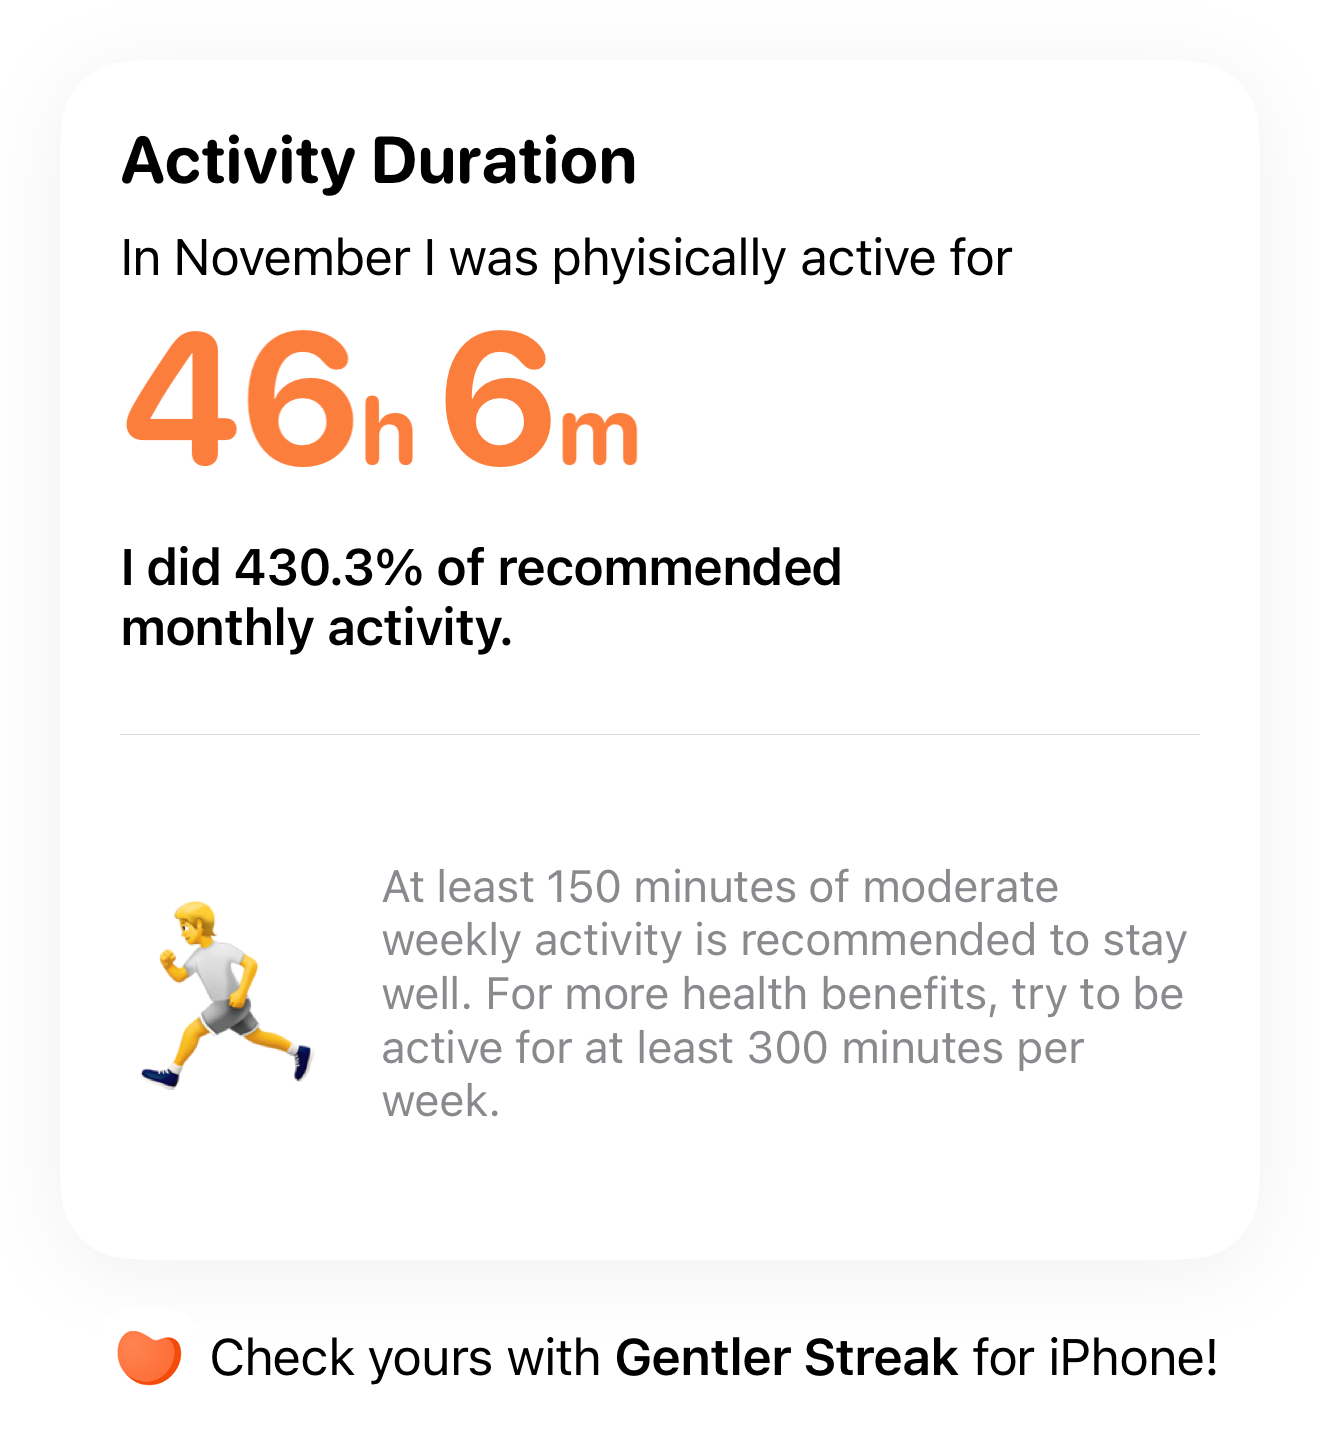 Activity Duration
In November I was phyisically active for
46h 6m
I did 430.3% of recommended
monthly activity.
At least 150 minutes of moderate
weekly activity is recommended to stay
well. For more health benefits, try to be
active for at least 300 minutes per
week.
Check yours with Gentler Streak for iPhone!